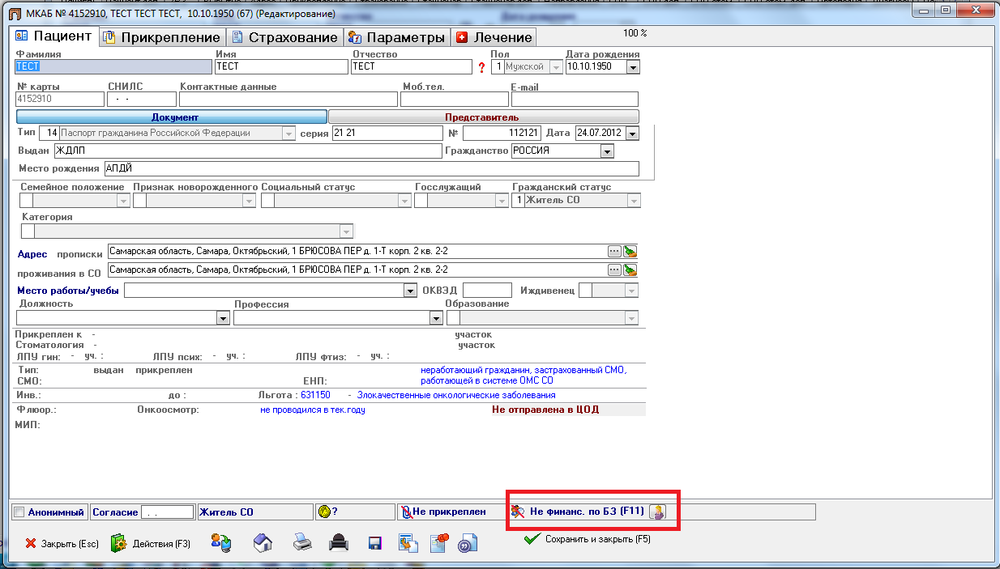 МКАБ № 4152910, ТЕСТ ТЕСТ ТЕСТ, 10.10.1950 (67) (Редактирование)
Пациент Прикрепление Страхование Параметры Лечение 100 %
Фамилия Имя Отчество Пол Дата рождения
ТЕСТ ТЕСТ ТЕСТ ? 1 Мужской 10.10.1950
№ карты СНИЛС Контактные данные Моб.тел. E-mail
4152910 - -
Документ Представитель
Тип 14 Паспорт гражданина Российской Федерации серия 21 21 № 112121 Дата 24.07.2012
Выдан ЖДЛП Гражданство РОССИЯ
Место рождения АПДЙ
Семейное положение Признак новорожденного Социальный статус Госслужащий Гражданский статус
1 Житель СО
Категория
Адрес прописки Самарская область, Самара, Октябрьский, 1 БРЮСОВА ПЕР д. 1-Т корп. 2 кв. 2-2
проживания в СО Самарская область, Самара, Октябрьский, 1 БРЮСОВА ПЕР д. 1-Т корп. 2 кв. 2-2
Место работы/учебы ОКВЭД Иждивенец
Должность Профессия Образование
Прикреплен к - участок
Стоматология - участок
ЛПУ гин: - уч. : ЛПУ псих: - уч. : ЛПУ фтиз: - уч. :
Тип: выдан прикреплен неработающий гражданин, застрахованный СМО,
СМО: ЕНП: работающей в системе ОМС СО
Инв.: до : Льгота : 631150 - Злокачественные онкологические заболевания
Флюор.: Онкоосмотр: не проводился в тек.году Не отправлена в ЦОД
МИП:
Анонимный Согласие . . Житель СО ? Не прикреплен Не финанс. по БЗ (F11)
Закрыть (Esc) Действия (F3) Сохранить и закрыть (F5)